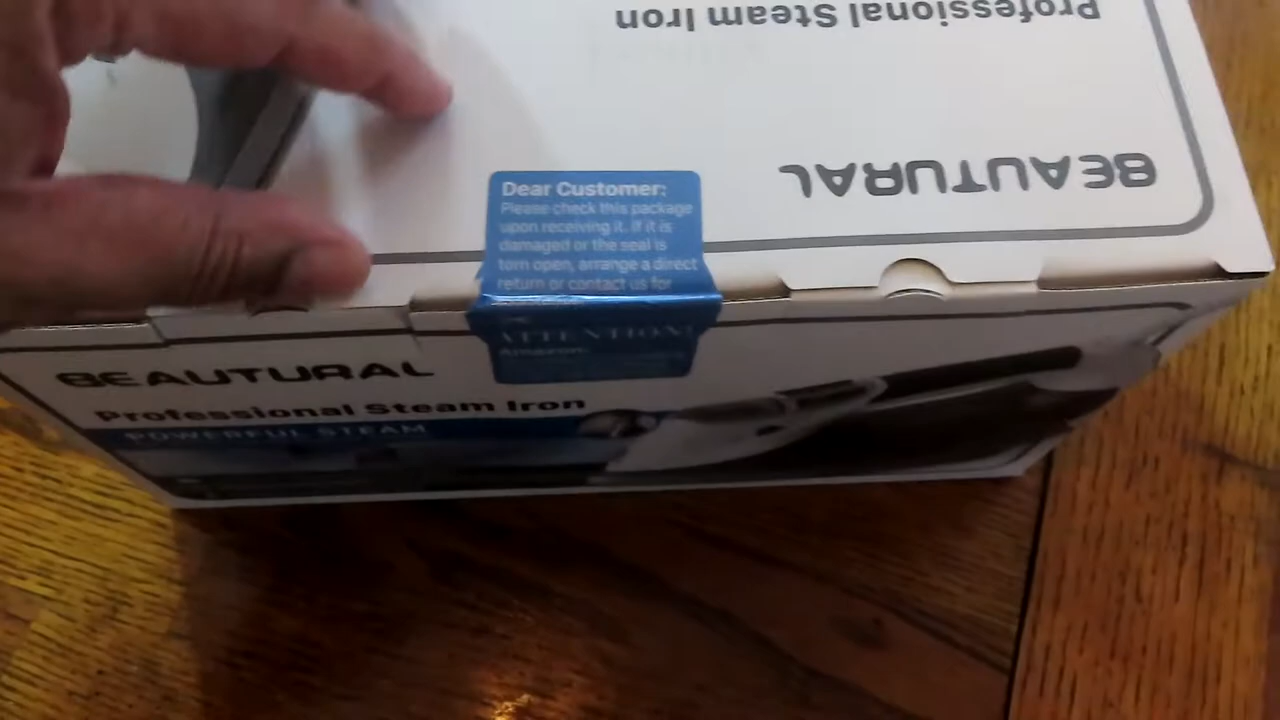 Professional Steam Iron
BEAUTURAL
Dear Customer:
Please check this package
upon receiving it. If it is
damaged or the seal is
torn open, arrange a direct
return or contact us for
ATTENTION!
Amazon
BEAUTURAL
Professional Steam Iron
POWERFUL STEAM